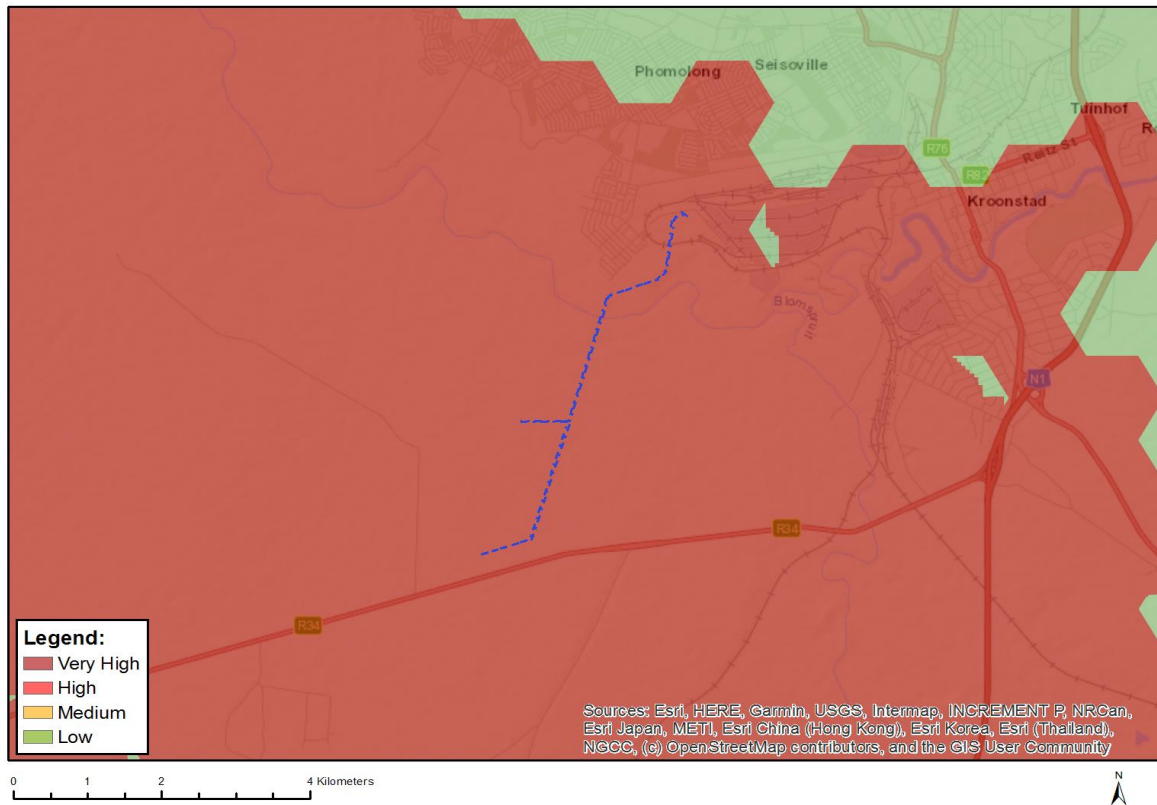 Phomolong
Seisoville
Tuinhof
R76
Reitz St
R82
Kroonstad
N1
R34
R34
Legend:
Very High
High
Medium
Low
Sources: Esri, HERE, Garmin, USGS, Intermap, INCREMENT P, NRCan,
Esri Japan, METI, Esri China (Hong Kong), Esri Korea, Esri (Thailand),
NGCC, (c) OpenStreetMap contributors, and the GIS User Community
0 1 2 4 Kilometers
N